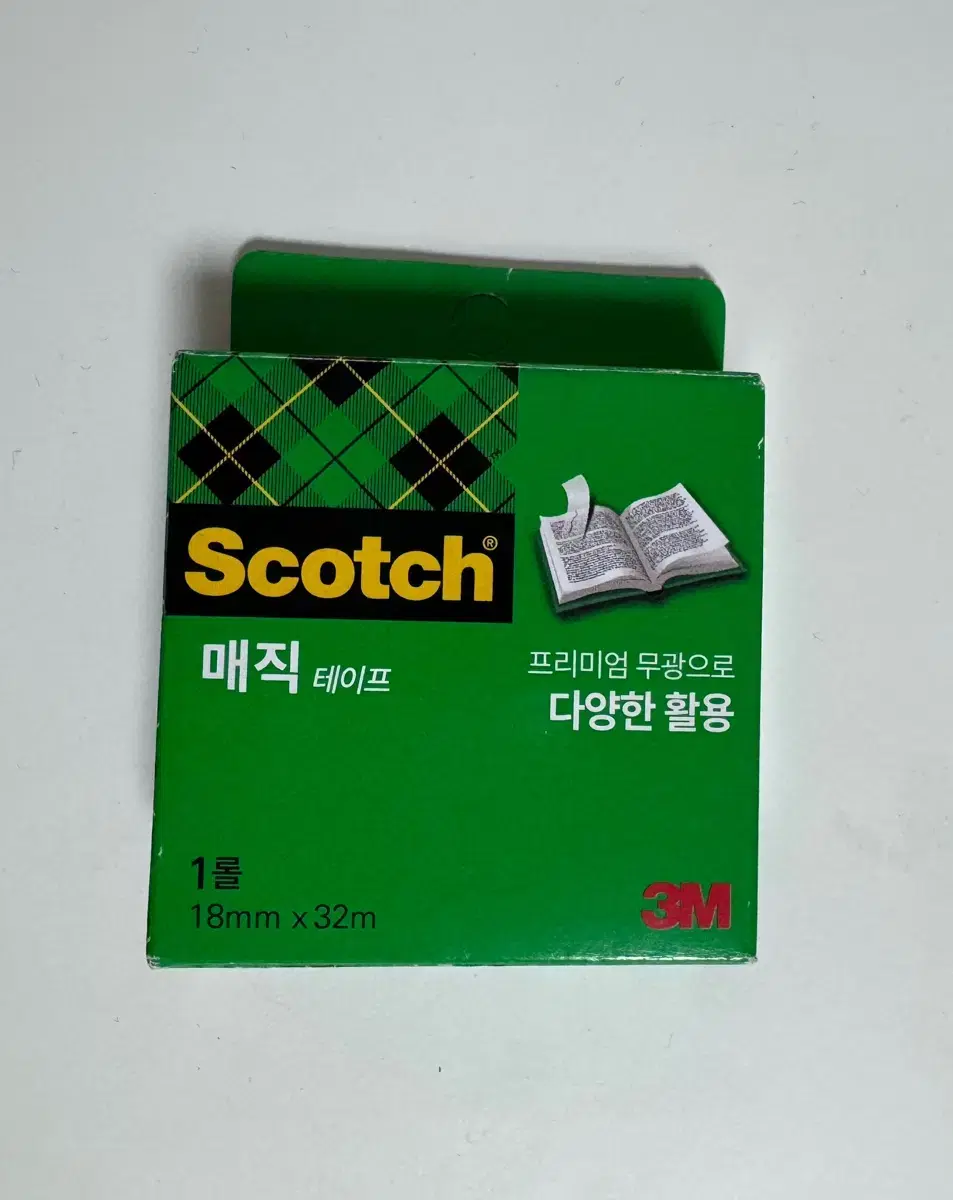 Scotch®
매직 테이프
프리미엄 무광으로
다양한 활용
1롤
18mm x 32m
3M